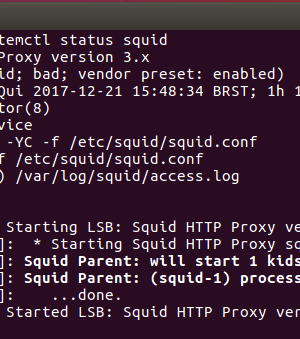 temctl status squid
Proxy version 3.x
id; bad; vendor preset: enabled)
Qui 2017-12-21 15:48:34 BRST; 1h 1
tor(8)
vice
-YC -f /etc/squid/squid.conf
f /etc/squid/squid.conf
) /var/log/squid/access.log
Starting LSB: Squid HTTP Proxy ve
]: * Starting Squid HTTP Proxy sc
]: Squid Parent: will start 1 kids
]: Squid Parent: (squid-1) process
]: ...done.
Started LSB: Squid HTTP Proxy ver